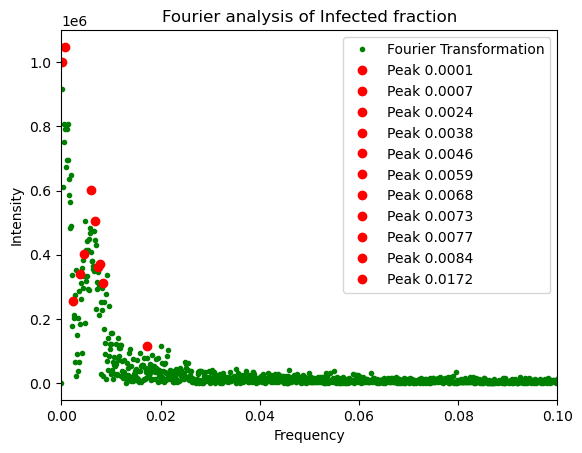 Fourier analysis of Infected fraction
1e6
Fourier Transformation
Peak 0.0001
Peak 0.0007
Peak 0.0024
Peak 0.0038
Peak 0.0046
Peak 0.0059
Peak 0.0068
Peak 0.0073
Peak 0.0077
Peak 0.0084
Peak 0.0172
Intensity
1.0
0.8
0.6
0.4
0.2
0.0
0.00
0.02
0.04
0.06
0.08
0.10
Frequency